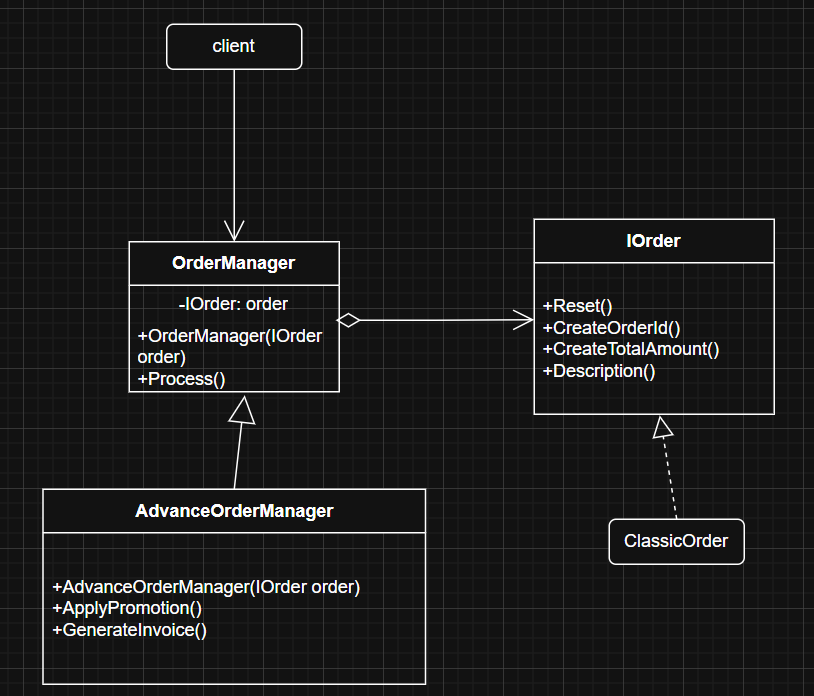 client
OrderManager
-IOrder: order
+OrderManager(IOrder
order)
+Process()
IOrder
+Reset()
+CreateOrderId()
+CreateTotalAmount()
+Description()
AdvanceOrderManager
+AdvanceOrderManager(IOrder order)
+ApplyPromotion()
+GenerateInvoice()
ClassicOrder